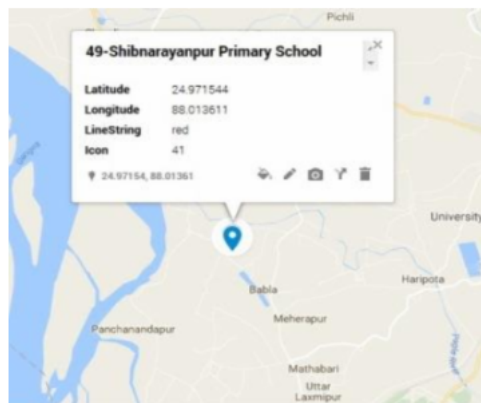 Pichli
49-Shibnarayanpur Primary School
Latitude 24.971544
Longitude 88.013611
LineString red
Icon 41
24.97154, 88.01361
University
Babla
Haripota
Meherapur
Panchanandapur
Mathabari
Uttar
Laxmipur